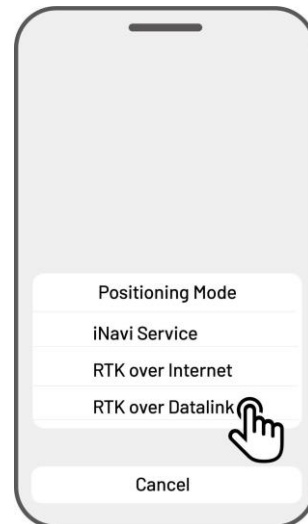 Positioning Mode
iNavi Service
RTK over Internet
RTK over Datalink
Cancel